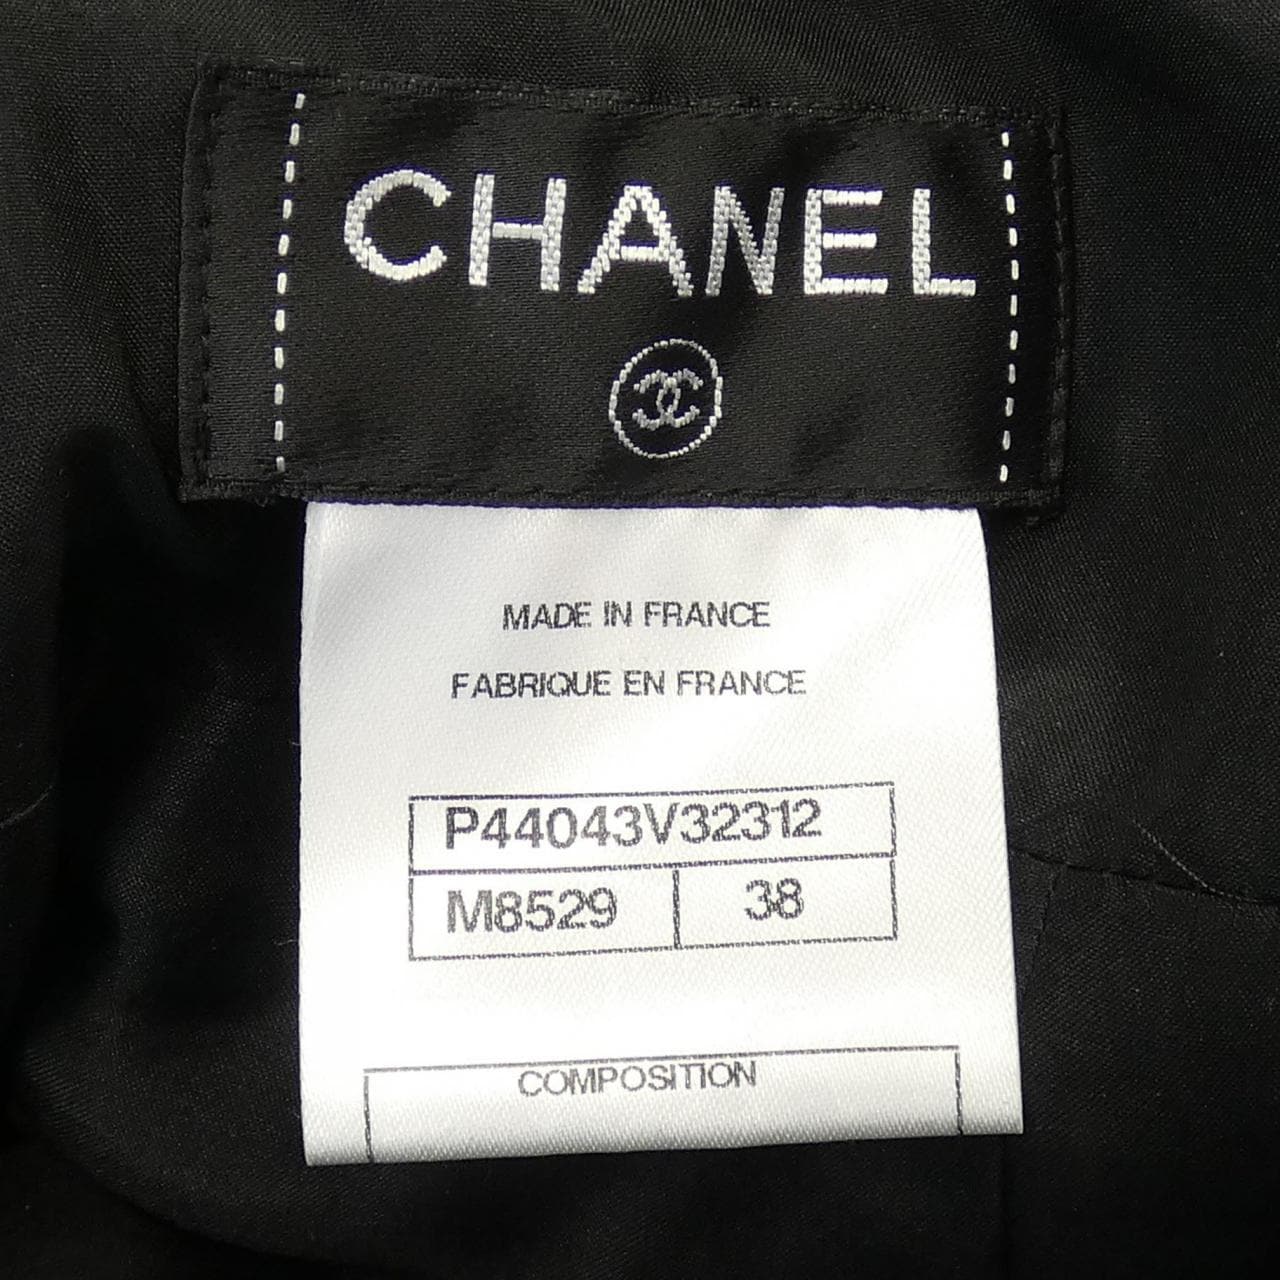 CHANEL
MADE IN FRANCE
FABRIQUE EN FRANCE
P44043V32312
M8529 38
COMPOSITION